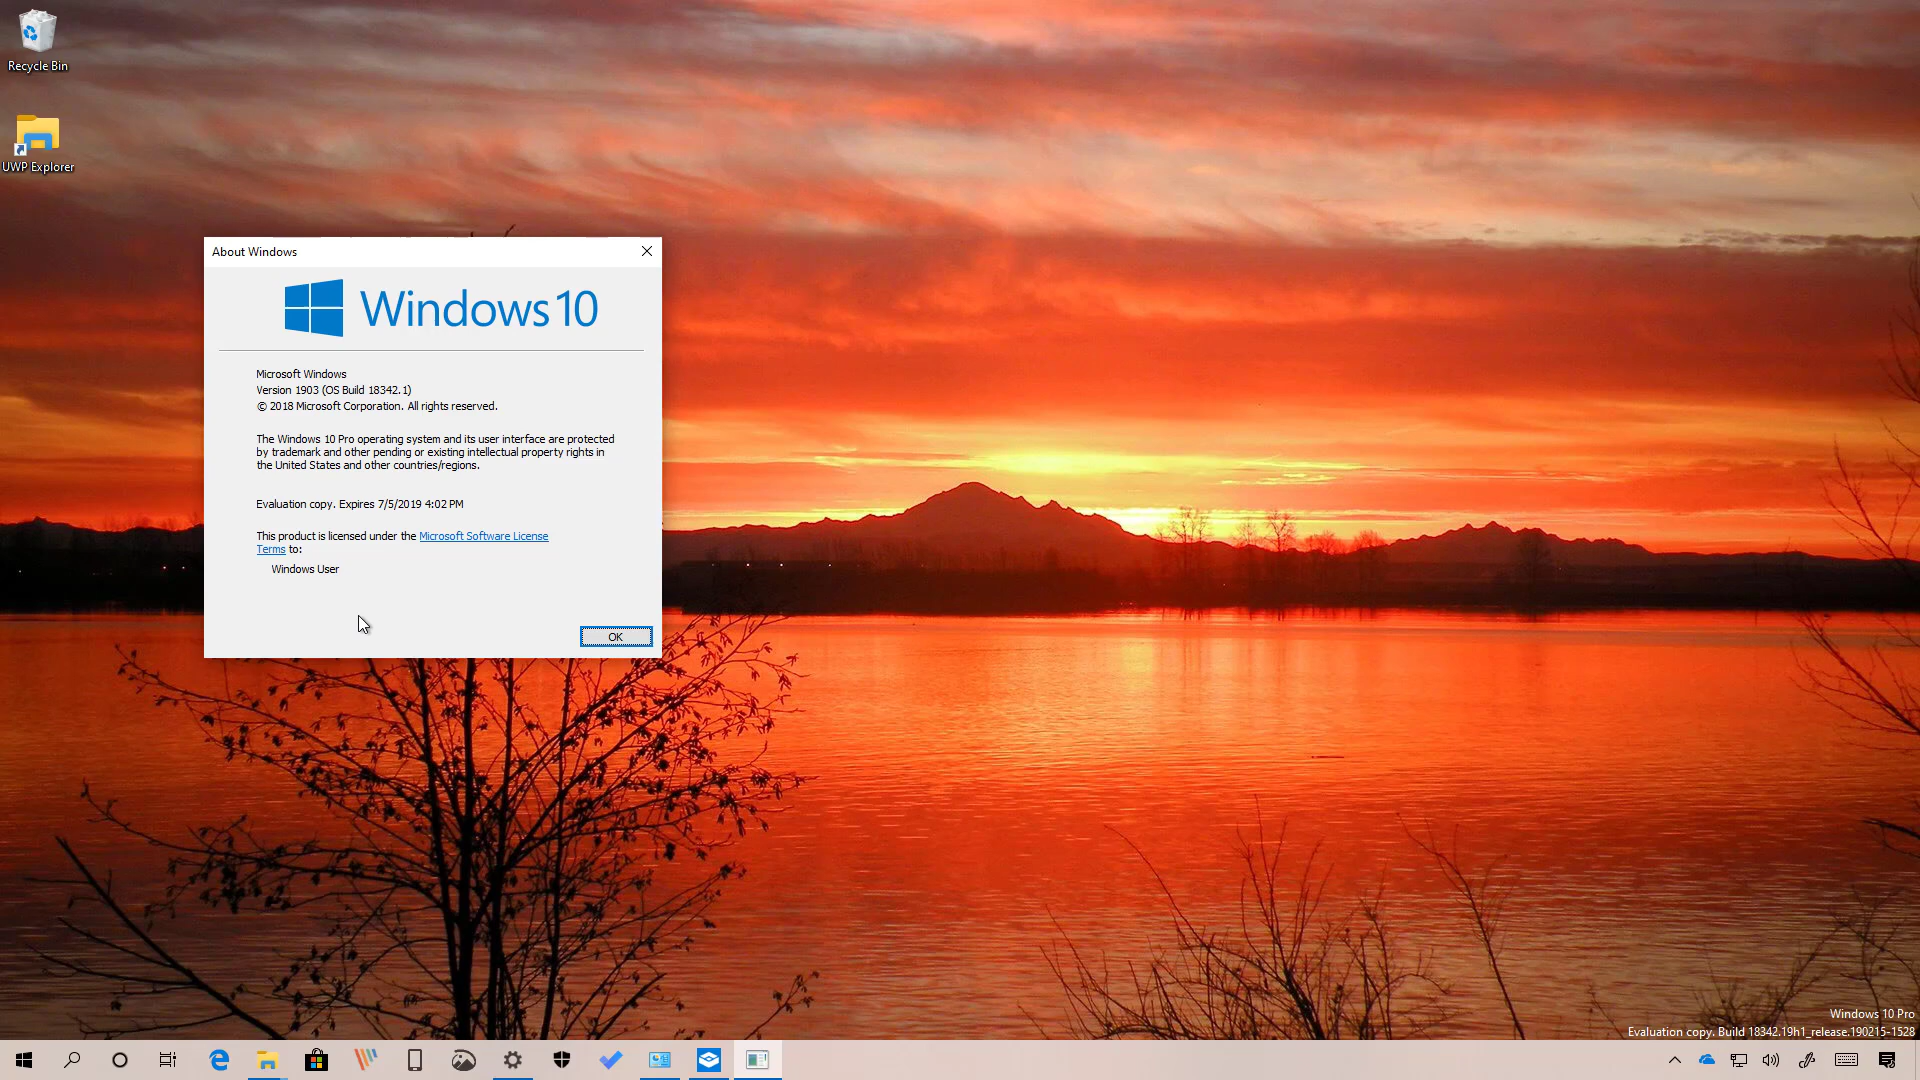 Recycle Bin
UWP Explorer
About Windows
Windows 10
Microsoft Windows
Version 1903 (OS Build 18342.1)
© 2018 Microsoft Corporation. All rights reserved.
The Windows 10 Pro operating system and its user interface are protected
by trademark and other pending or existing intellectual property rights in
the United States and other countries/regions.
Evaluation copy. Expires 7/5/2019 4:02 PM
This product is licensed under the Microsoft Software License
Terms to:
Windows User
OK
Windows 10 Pro
Evaluation copy. Build 18342.19h1_release.190215-1528